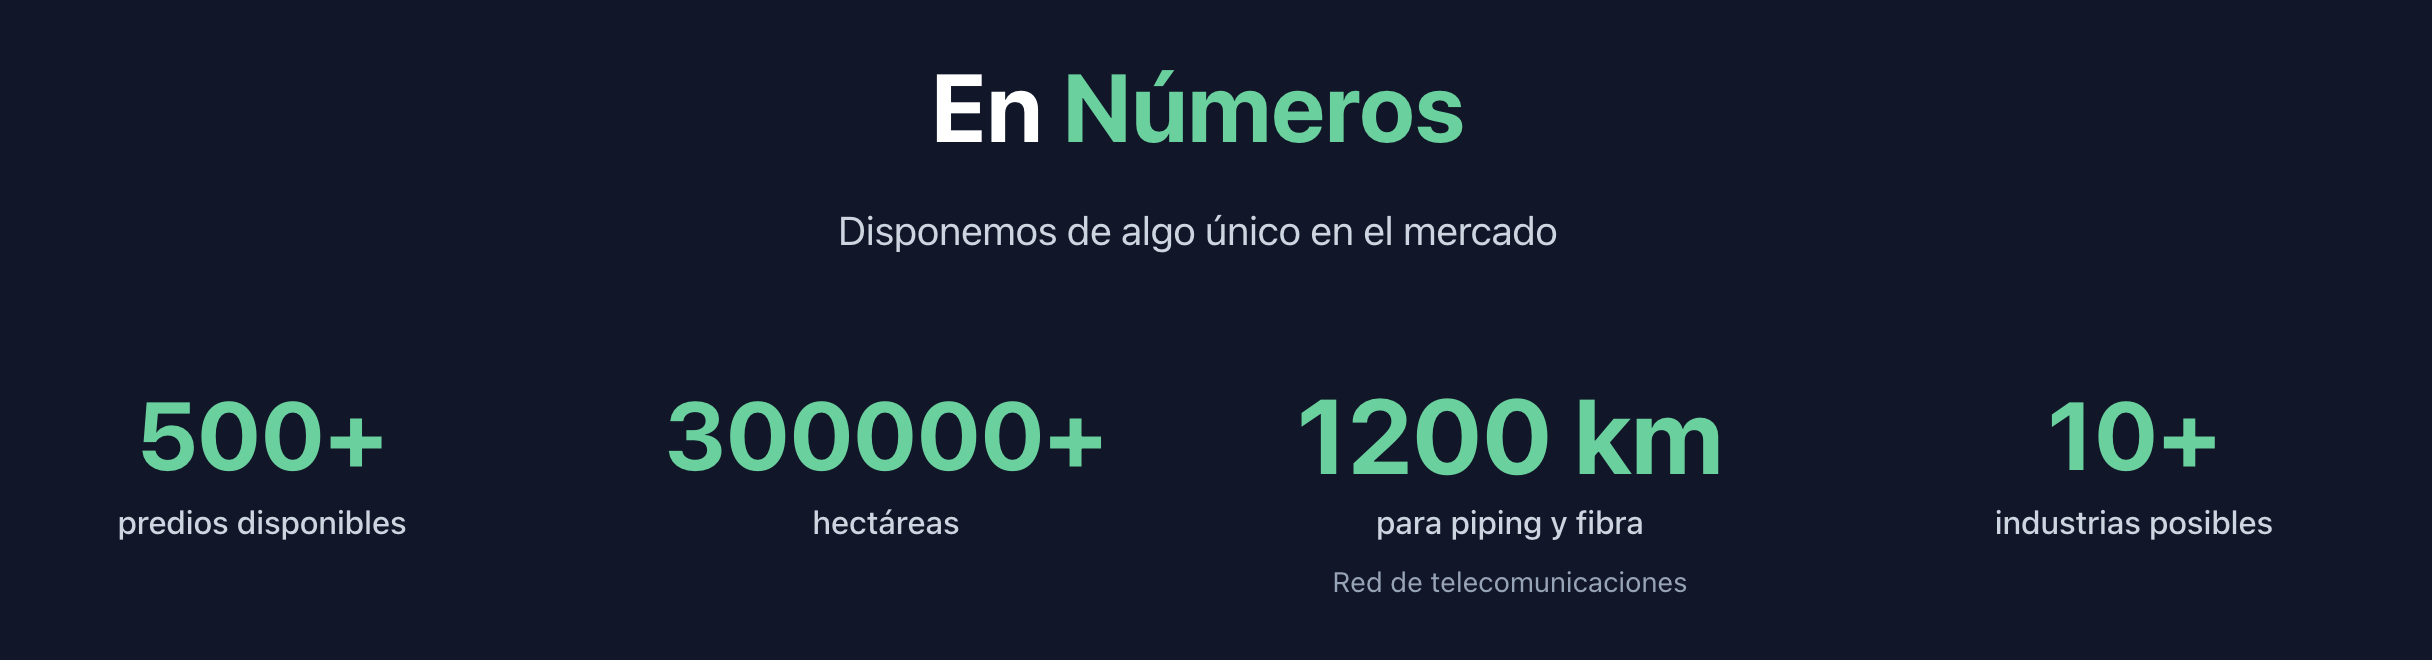 En Números
Disponemos de algo único en el mercado
500+
predios disponibles
300000+
hectáreas
1200 km
para piping y fibra
Red de telecomunicaciones
10+
industrias posibles